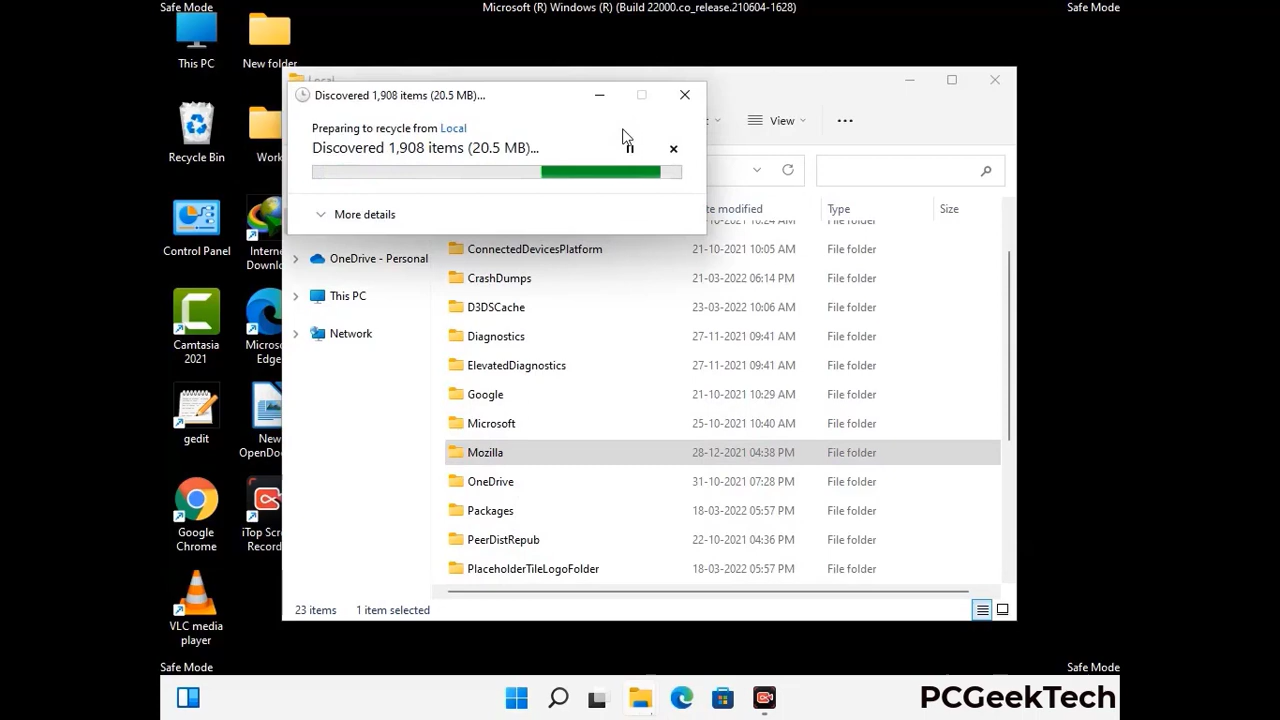 Safe Mode
Microsoft (R) Windows (R) (Build 22000.co_release.210604-1628)
Safe Mode
This PC
New folder
Recycle Bin
Work
Control Panel
Intern
Downlo
Camtasia
2021
Micros
Edge
gedit
New
OpenDoc
Google
Chrome
iTop Scr
Record
VLC media
player
Local
Discovered 1,908 items (20.5 MB)...
Preparing to recycle from Local
Discovered 1,908 items (20.5 MB)...
More details
View
te modified
Type
Size
OneDrive - Personal
This PC
Network
File folder
ConnectedDevicesPlatform 21-10-2021 10:05 AM File folder
CrashDumps 21-03-2022 06:14 PM File folder
D3DSCache 23-03-2022 10:06 AM File folder
Diagnostics 27-11-2021 09:41 AM File folder
ElevatedDiagnostics 27-11-2021 09:41 AM File folder
Google 21-10-2021 10:29 AM File folder
Microsoft 25-10-2021 10:40 AM File folder
Mozilla 28-12-2021 04:38 PM File folder
OneDrive 31-10-2021 07:28 PM File folder
Packages 18-03-2022 05:57 PM File folder
PeerDistRepub 22-10-2021 04:36 PM File folder
PlaceholderTileLogoFolder 18-03-2022 05:57 PM File folder
23 items
1 item selected
Safe Mode
Safe Mode
PCGeekTech